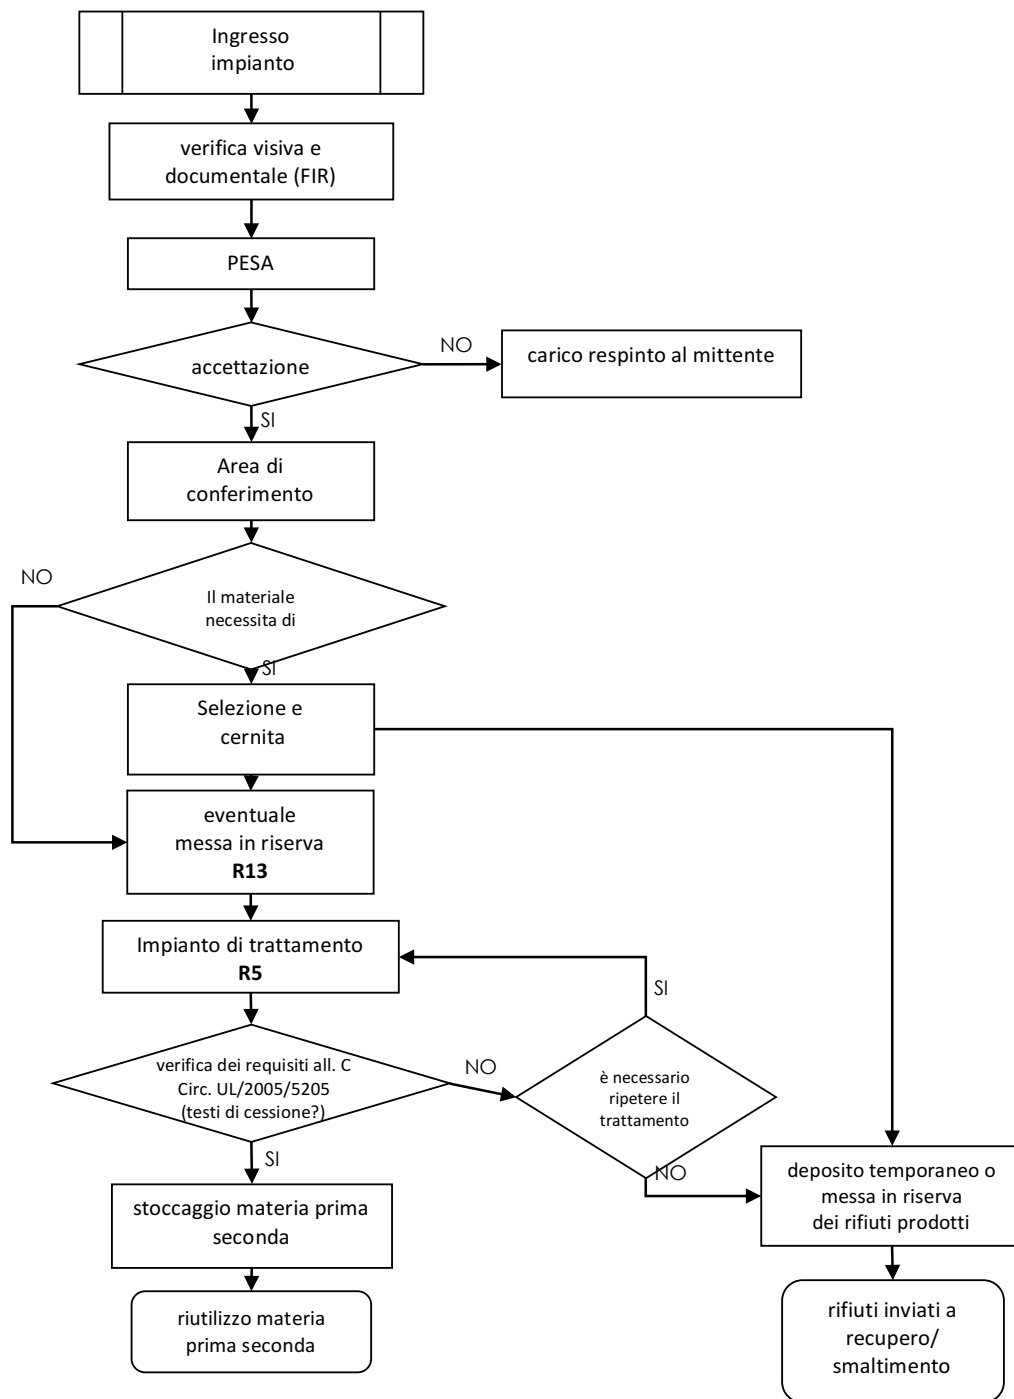 Ingresso
impianto
verifica visiva e
documentale (FIR)
PESA
accettazione
NO
carico respinto al mittente
SI
Area di
conferimento
NO
Il materiale
necessita di
SI
Selezione e
cernita
eventuale
messa in riserva
R13
Impianto di trattamento
R5
SI
verifica dei requisiti all. C
Circ. UL/2005/5205
(testi di cessione?)
NO
è necessario
ripetere il
trattamento
SI
NO
deposito temporaneo o
messa in riserva
dei rifiuti prodotti
stoccaggio materia prima
seconda
riutilizzo materia
prima seconda
rifiuti inviati a
recupero/
smaltimento